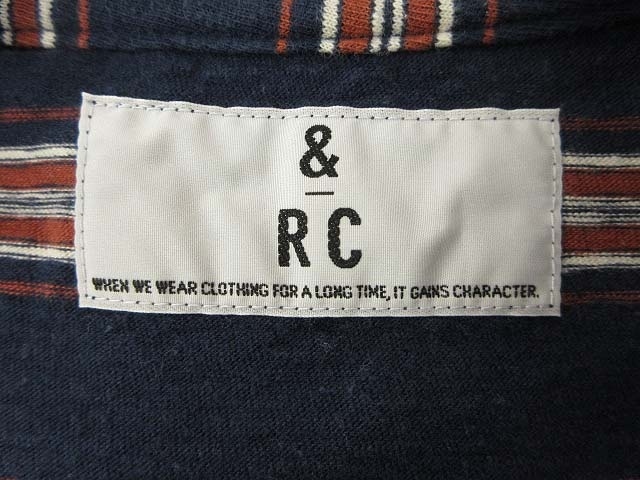 &
RC
WHEN WE WEAR CLOTHING FOR A LONG TIME, IT GAINS CHARACTER.